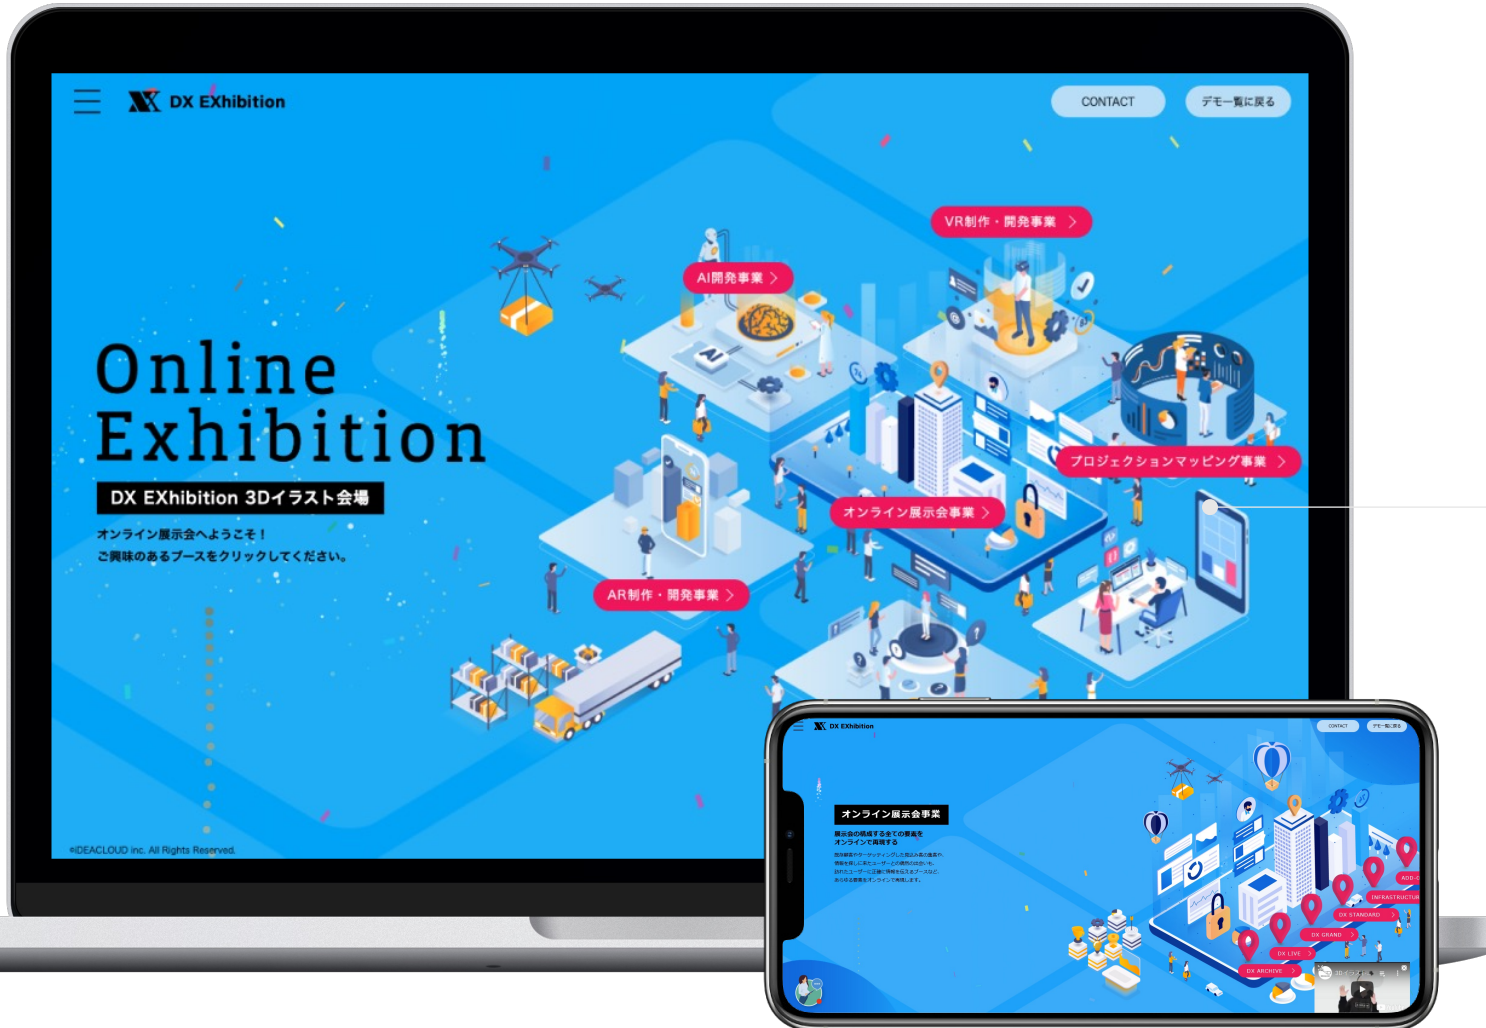 DX EXhibition
CONTACT
デモ一覧に戻る
VR制作・開発事業
AI開発事業
AI
Online
Exhibition
DX EXhibition 3Dイラスト会場
オンライン展示会へようこそ！
ご興味のあるブースをクリックしてください。
プロジェクションマッピング事業
オンライン展示会事業
AR制作・開発事業
©IDEACLOUD inc. All Rights Reserved.
DX EXhibition
CONTACT
デモ一覧に戻る
オンライン展示会事業
展示会の構成する全ての要素を
オンラインで再現する
ADD-O
INFRASTRUCTUR
DX STANDARD
DX GRAND
DX LIVE
DX ARCHIVE